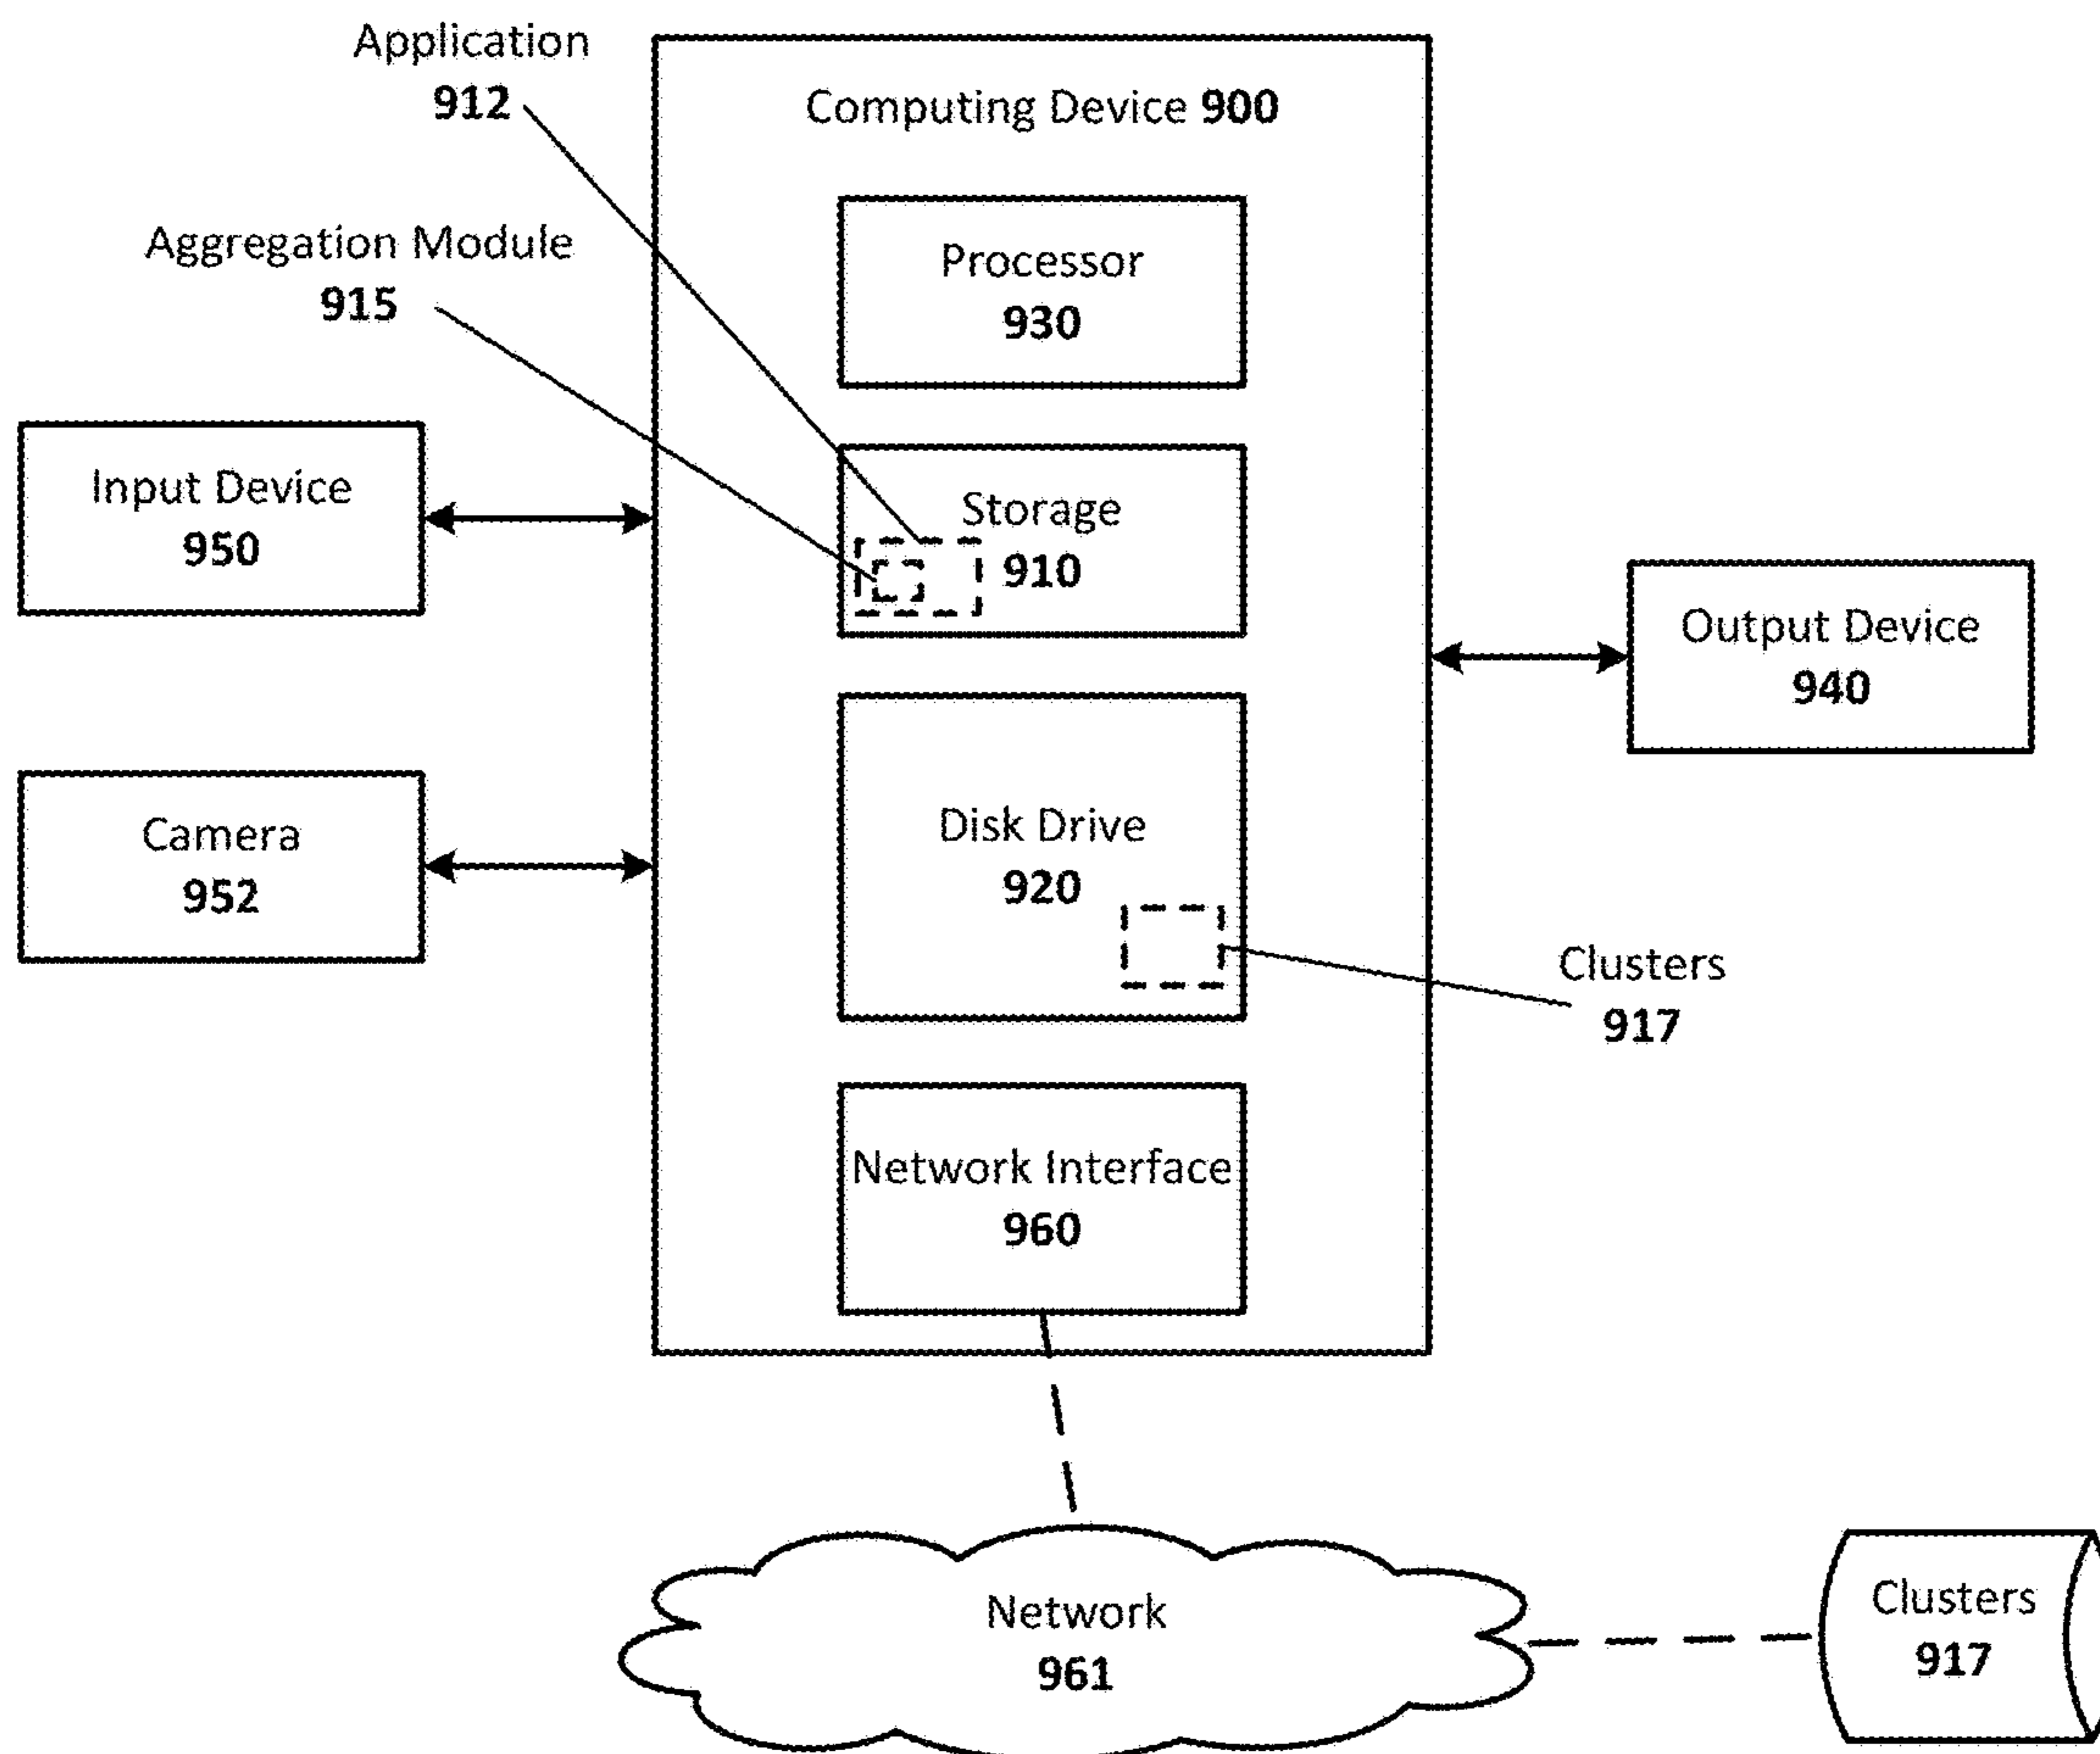 Application
912
Computing Device 900
Aggregation Module
915
Processor
930
Input Device
950
Storage
910
Output Device
940
Camera
952
Disk Drive
920
Clusters
917
Network Interface
960
Network
961
Clusters
917